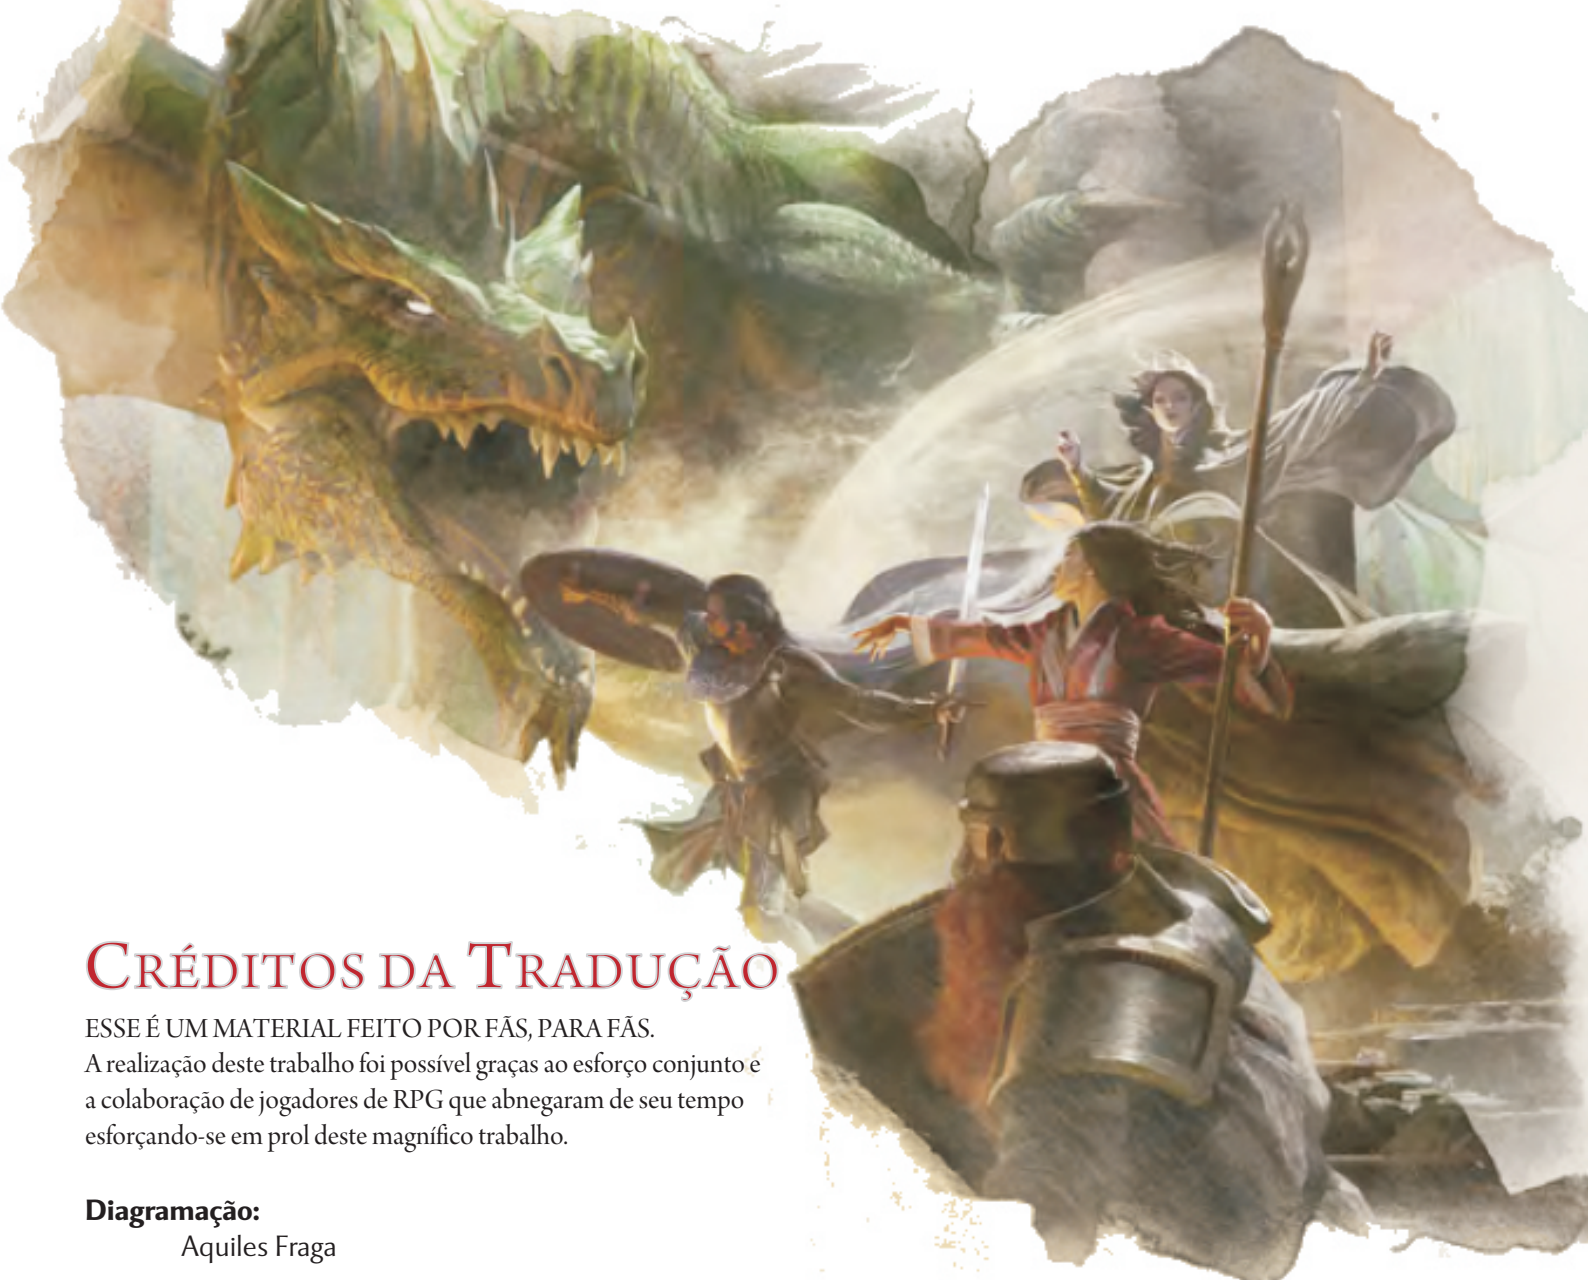 CRÉDITOS DA TRADUÇÃO
ESSE É UM MATERIAL FEITO POR FÃS, PARA FÃS.
A realização deste trabalho foi possível graças ao esforço conjunto e
a colaboração de jogadores de RPG que abnegaram de seu tempo
esforçando-se em prol deste magnífico trabalho.
Diagramação:
Aquiles Fraga